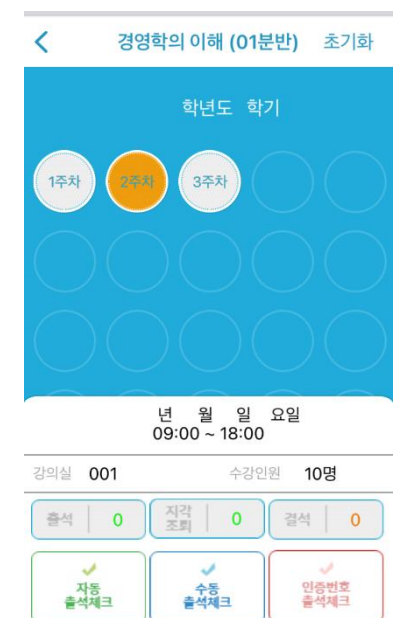 경영학의 이해 (01분반) 초기화
학년도 학기
1주차 2주차 3주차
년 월 일 요일
09:00 ~ 18:00
강의실 001 수강인원 10명
출석 0 지각 조퇴 0 결석 0
자동 출석체크 수동 출석체크 인증번호 출석체크